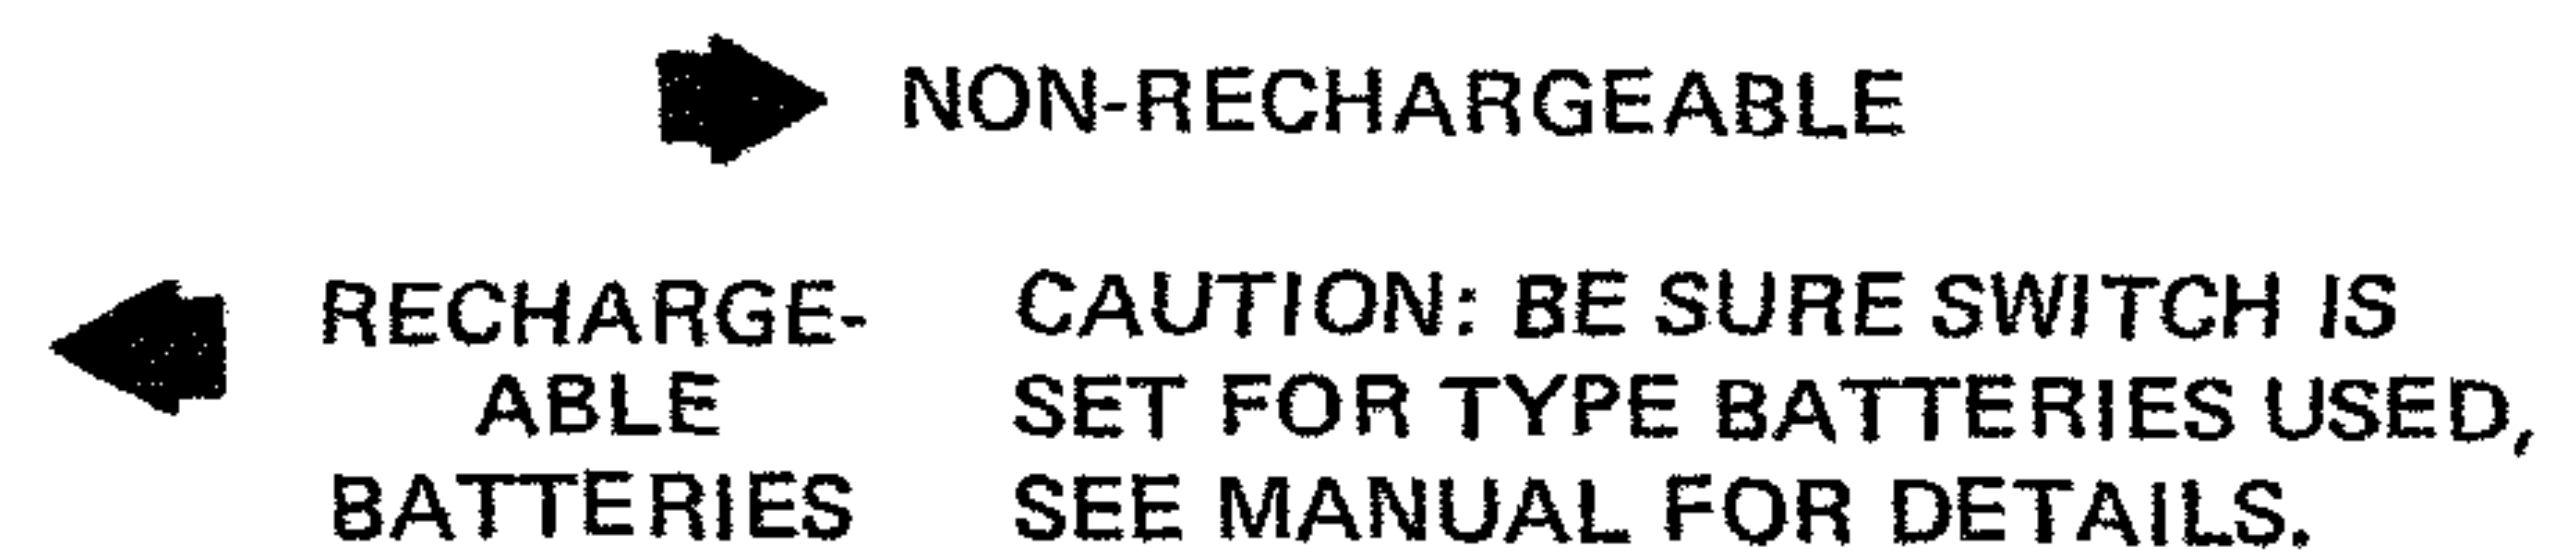 NON-RECHARGEABLE
RECHARGE-
ABLE
BATTERIES
CAUTION: BE SURE SWITCH IS
SET FOR TYPE BATTERIES USED,
SEE MANUAL FOR DETAILS.